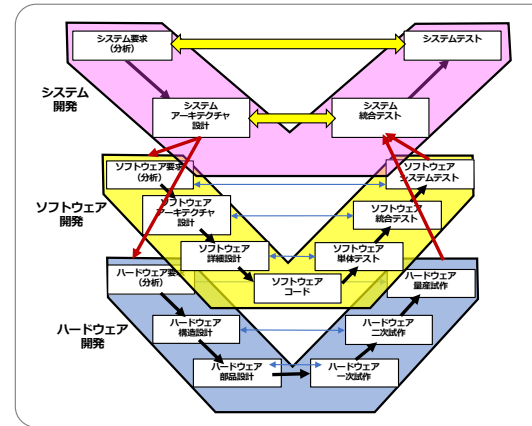 システム要求
(分析)
システムテスト
システム
開発
システム
アーキテクチャ
設計
システム
統合テスト
ソフトウェア要求
(分析)
ソフトウェア
システムテスト
ソフトウェア
開発
ソフトウェア
アーキテクチャ
設計
ソフトウェア
統合テスト
ソフトウェア
詳細設計
ソフトウェア
単体テスト
ソフトウェア
コード
ハードウェア要求
(分析)
ハードウェア
量産試作
ハードウェア
開発
ハードウェア
構造設計
ハードウェア
二次試作
ハードウェア
部品設計
ハードウェア
一次試作